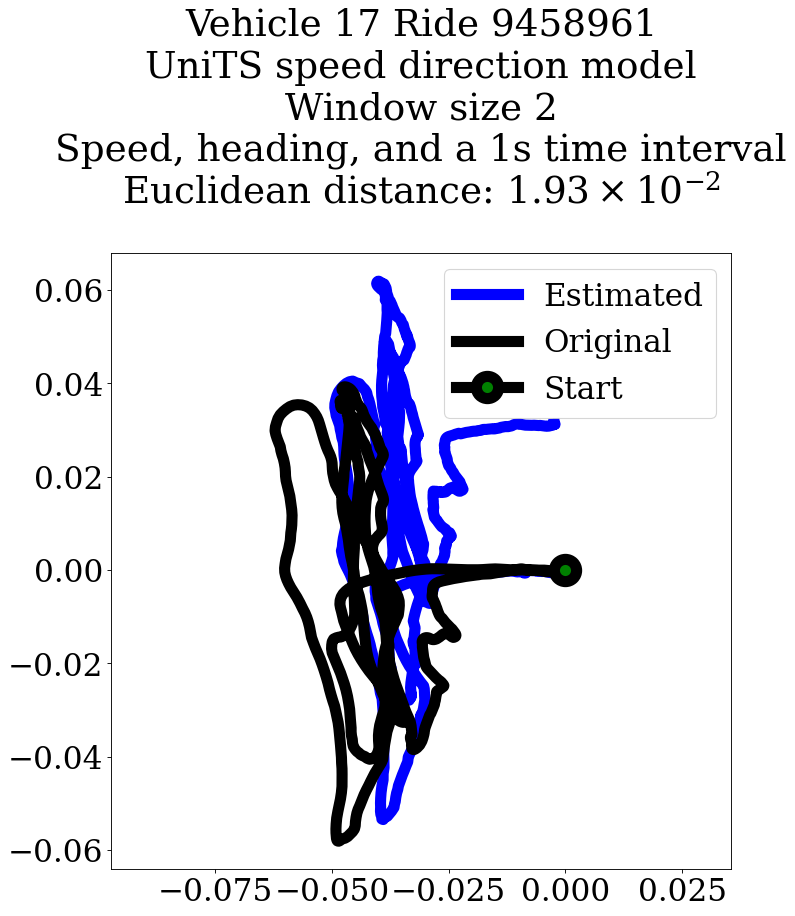 Vehicle 17 Ride 9458961
UniTS speed direction model
Window size 2
Speed, heading, and a 1s time interval
Euclidean distance: 1.93 × 10⁻²
Estimated
Original
Start
0.06
0.04
0.02
0.00
−0.02
−0.04
−0.06
−0.075 −0.050 −0.025 0.000 0.025